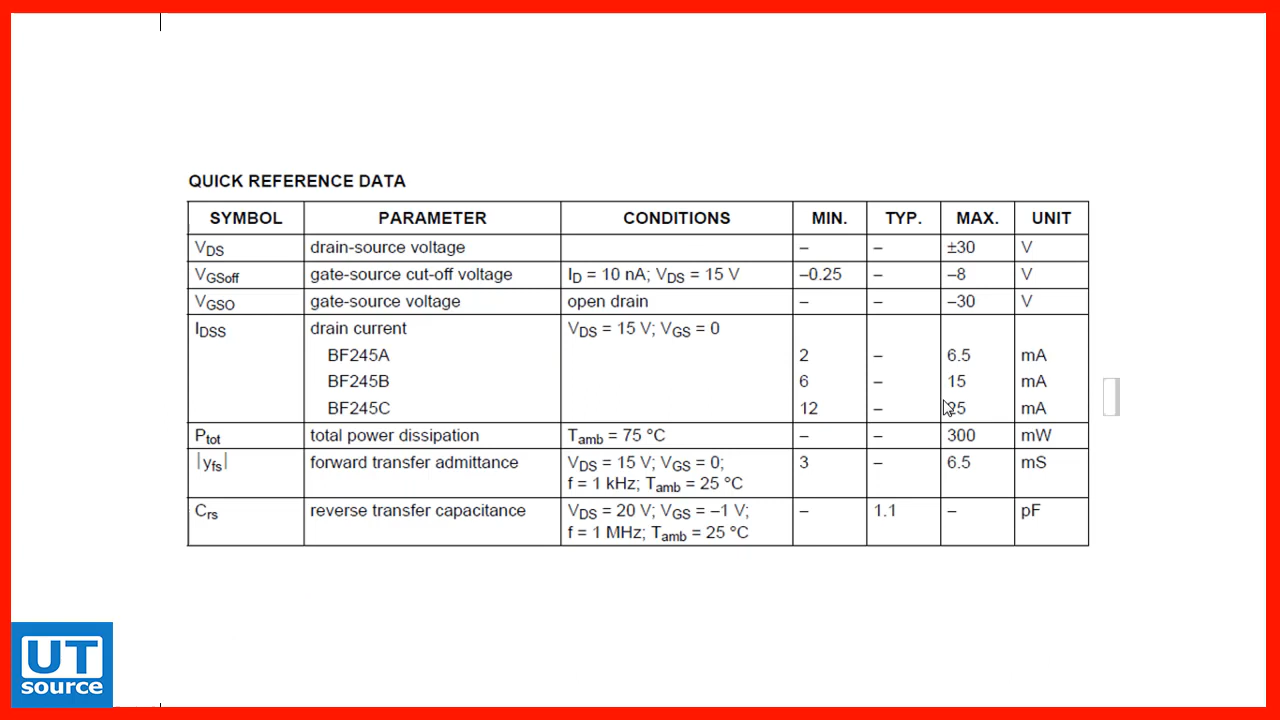 QUICK REFERENCE DATA
SYMBOL PARAMETER CONDITIONS MIN. TYP. MAX. UNIT
VDS drain-source voltage – – ±30 V
VGSoff gate-source cut-off voltage ID = 10 nA; VDS = 15 V –0.25 – –8 V
VGSO gate-source voltage open drain – – –30 V
IDSS drain current VDS = 15 V; VGS = 0
BF245A 2 – 6.5 mA
BF245B 6 – 15 mA
BF245C 12 – 25 mA
Ptot total power dissipation Tamb = 75 °C – – 300 mW
|yfs| forward transfer admittance VDS = 15 V; VGS = 0; 3 – 6.5 mS
f = 1 kHz; Tamb = 25 °C
Crs reverse transfer capacitance VDS = 20 V; VGS = –1 V; – 1.1 – pF
f = 1 MHz; Tamb = 25 °C
UT
source